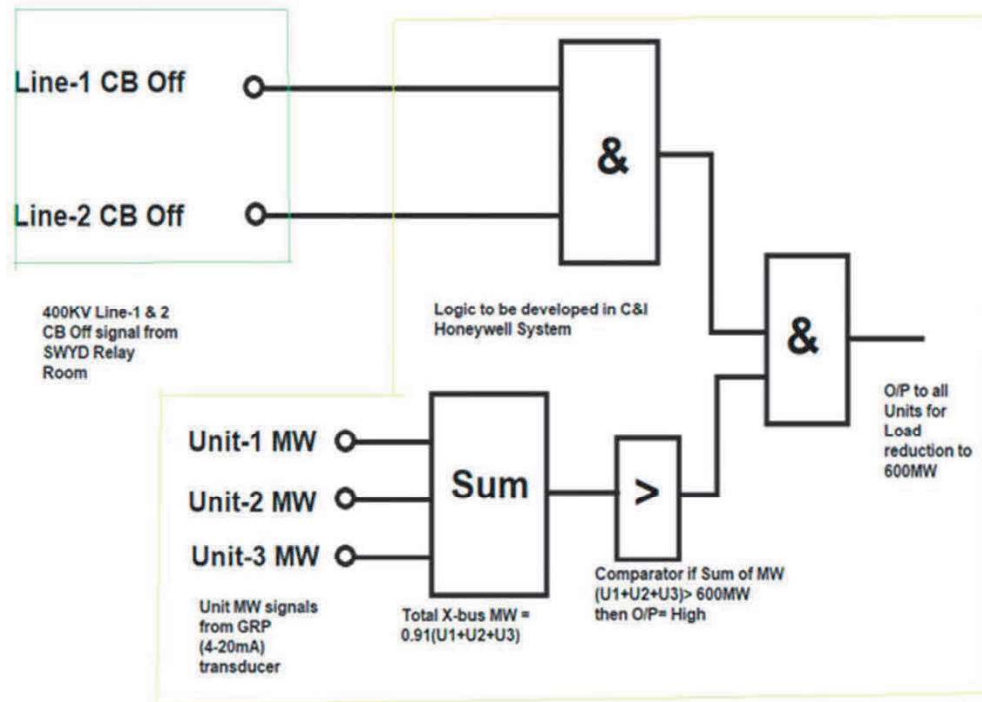 Line-1 CB Off
&
Line-2 CB Off
400KV Line-1 & 2
CB Off signal from
SWYD Relay
Room
Logic to be developed in C&I
Honeywell System
&
O/P to all
Units for
Load
reduction to
600MW
Unit-1 MW
Unit-2 MW
Unit-3 MW
Sum
>
Unit MW signals
from GRP
(4-20mA)
transducer
Total X-bus MW =
0.91(U1+U2+U3)
Comparator if Sum of MW
(U1+U2+U3)> 600MW
then O/P= High